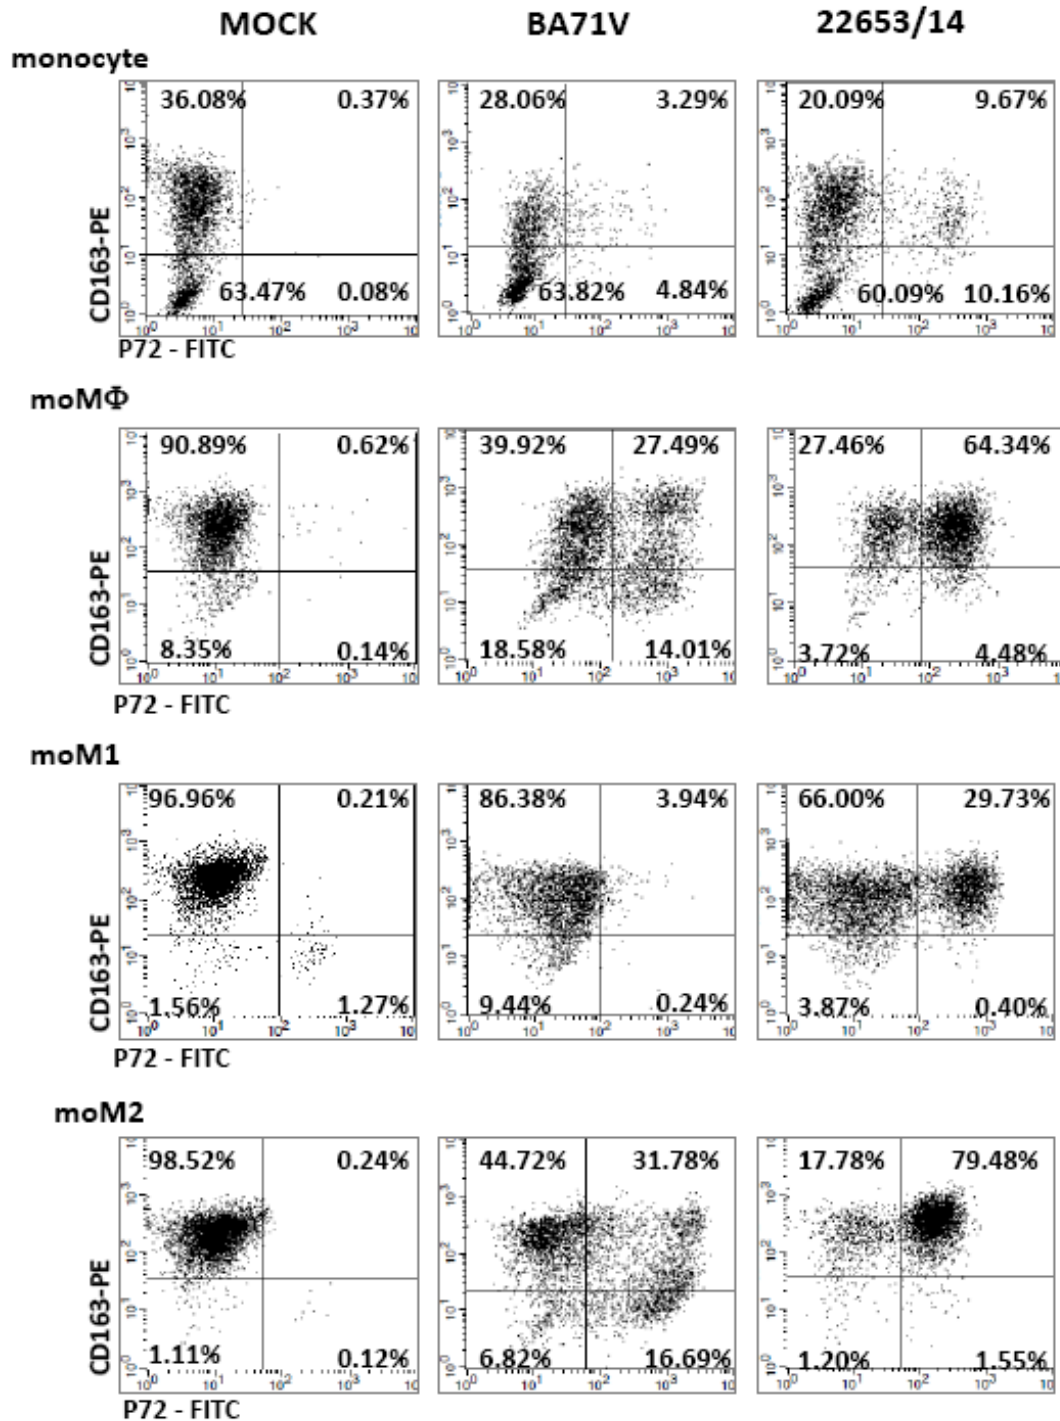 MOCK BA71V 22653/14
monocyte
36.08% 0.37% 28.06% 3.29% 20.09% 9.67%
63.47% 0.08% 63.82% 4.84% 60.09% 10.16%
CD163-PE
P72 - FITC
moMΦ
90.89% 0.62% 39.92% 27.49% 27.46% 64.34%
8.35% 0.14% 18.58% 14.01% 3.72% 4.48%
CD163-PE
P72 - FITC
moM1
96.96% 0.21% 86.38% 3.94% 66.00% 29.73%
1.56% 1.27% 9.44% 0.24% 3.87% 0.40%
CD163-PE
P72 - FITC
moM2
98.52% 0.24% 44.72% 31.78% 17.78% 79.48%
1.11% 0.12% 6.82% 16.69% 1.20% 1.55%
CD163-PE
P72 - FITC